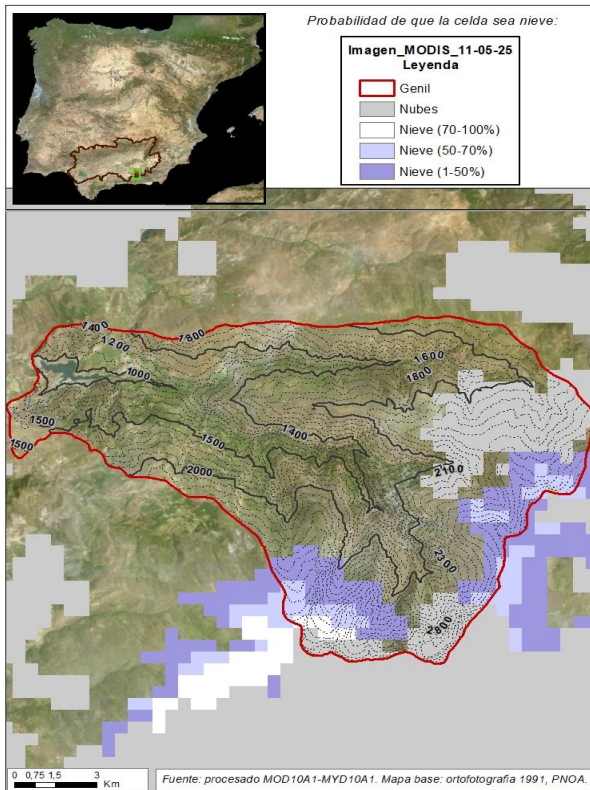 Probabilidad de que la celda sea nieve:
Imagen_MODIS_11-05-25
Leyenda
Genil
Nubes
Nieve (70-100%)
Nieve (50-70%)
Nieve (1-50%)
1400
1800
1200
1600
1000
1800
1500
1400
1500
1500
2000
2100
2300
2800
0 0,75 1,5 3
Km
Fuente: procesado MOD10A1-MYD10A1. Mapa base: ortofotografia 1991, PNOA.